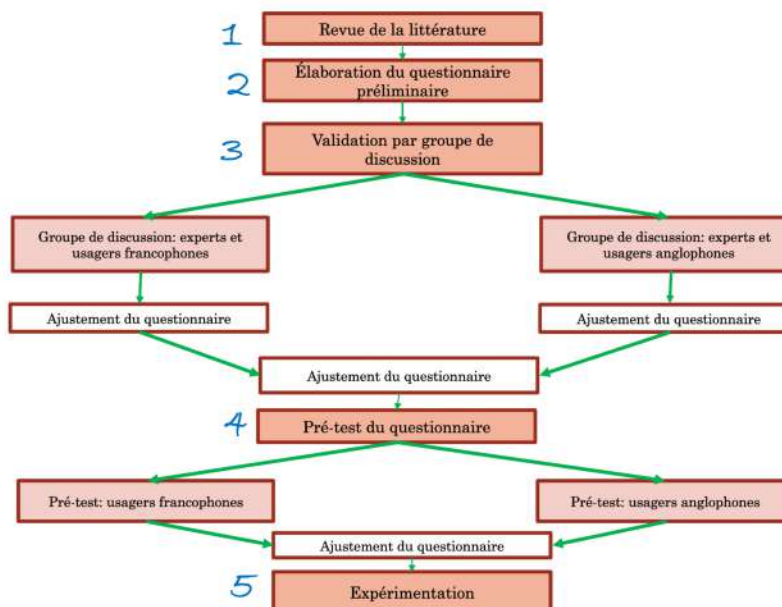 1
Revue de la littérature
2
Élaboration du questionnaire
préliminaire
3
Validation par groupe de
discussion
Groupe de discussion: experts et
usagers francophones
Groupe de discussion: experts et
usagers anglophones
Ajustement du questionnaire
Ajustement du questionnaire
Ajustement du questionnaire
4
Pré-test du questionnaire
Pré-test: usagers francophones
Pré-test: usagers anglophones
Ajustement du questionnaire
5
Expérimentation